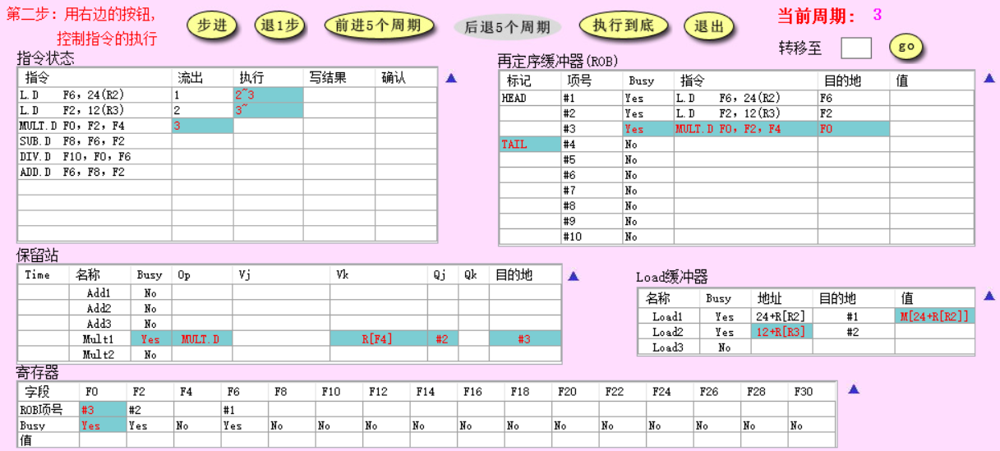 第二步：用右边的按钮，
控制指令的执行
步进 退1步 前进5个周期 后退5个周期 执行到底 退出
当前周期： 3
转移至 go
指令状态
指令 流出 执行 写结果 确认
L.D F6，24(R2) 1 2~3
L.D F2，12(R3) 2 3~
MULT.D F0，F2，F4 3
SUB.D F8，F6，F2
DIV.D F10，F0，F6
ADD.D F6，F8，F2
再定序缓冲器(ROB)
标记 项号 Busy 指令 目的地 值
HEAD #1 Yes L.D F6，24(R2) F6
#2 Yes L.D F2，12(R3) F2
#3 Yes MULT.D F0，F2，F4 F0
TAIL #4 No
#5 No
#6 No
#7 No
#8 No
#9 No
#10 No
保留站
Time 名称 Busy Op Vj Vk Qj Qk 目的地
Add1 No
Add2 No
Add3 No
Mult1 Yes MULT.D R[F4] #2 #3
Mult2 No
Load缓冲器
名称 Busy 地址 目的地 值
Load1 Yes 24+R[R2] #1 M[24+R[R2]]
Load2 Yes 12+R[R3] #2
Load3 No
寄存器
字段 F0 F2 F4 F6 F8 F10 F12 F14 F16 F18 F20 F22 F24 F26 F28 F30
ROB项号 #3 #2 #1
Busy Yes Yes No Yes No No No No No No No No No No No No
值